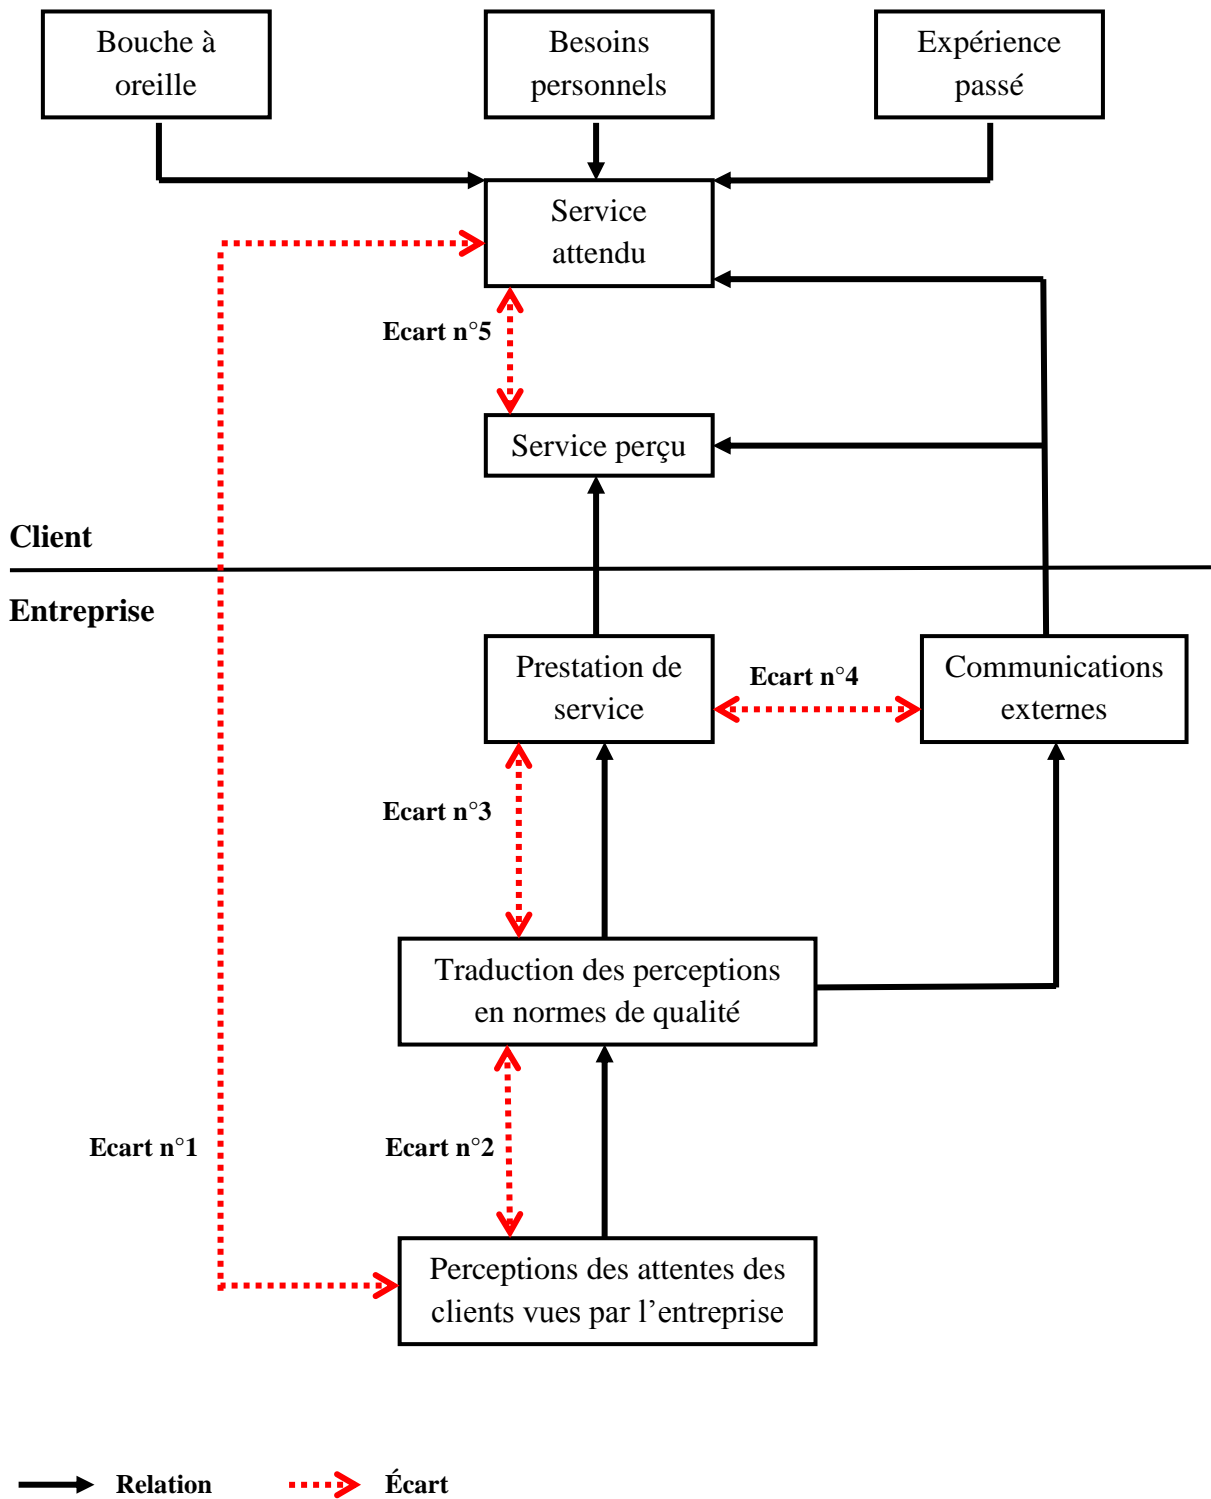 Bouche à
oreille
Besoins
personnels
Expérience
passé
Service
attendu
Ecart n°5
Service perçu
Client
Entreprise
Prestation de
service
Ecart n°4
Communications
externes
Ecart n°3
Traduction des perceptions
en normes de qualité
Ecart n°1
Ecart n°2
Perceptions des attentes des
clients vues par l’entreprise
Relation
Écart